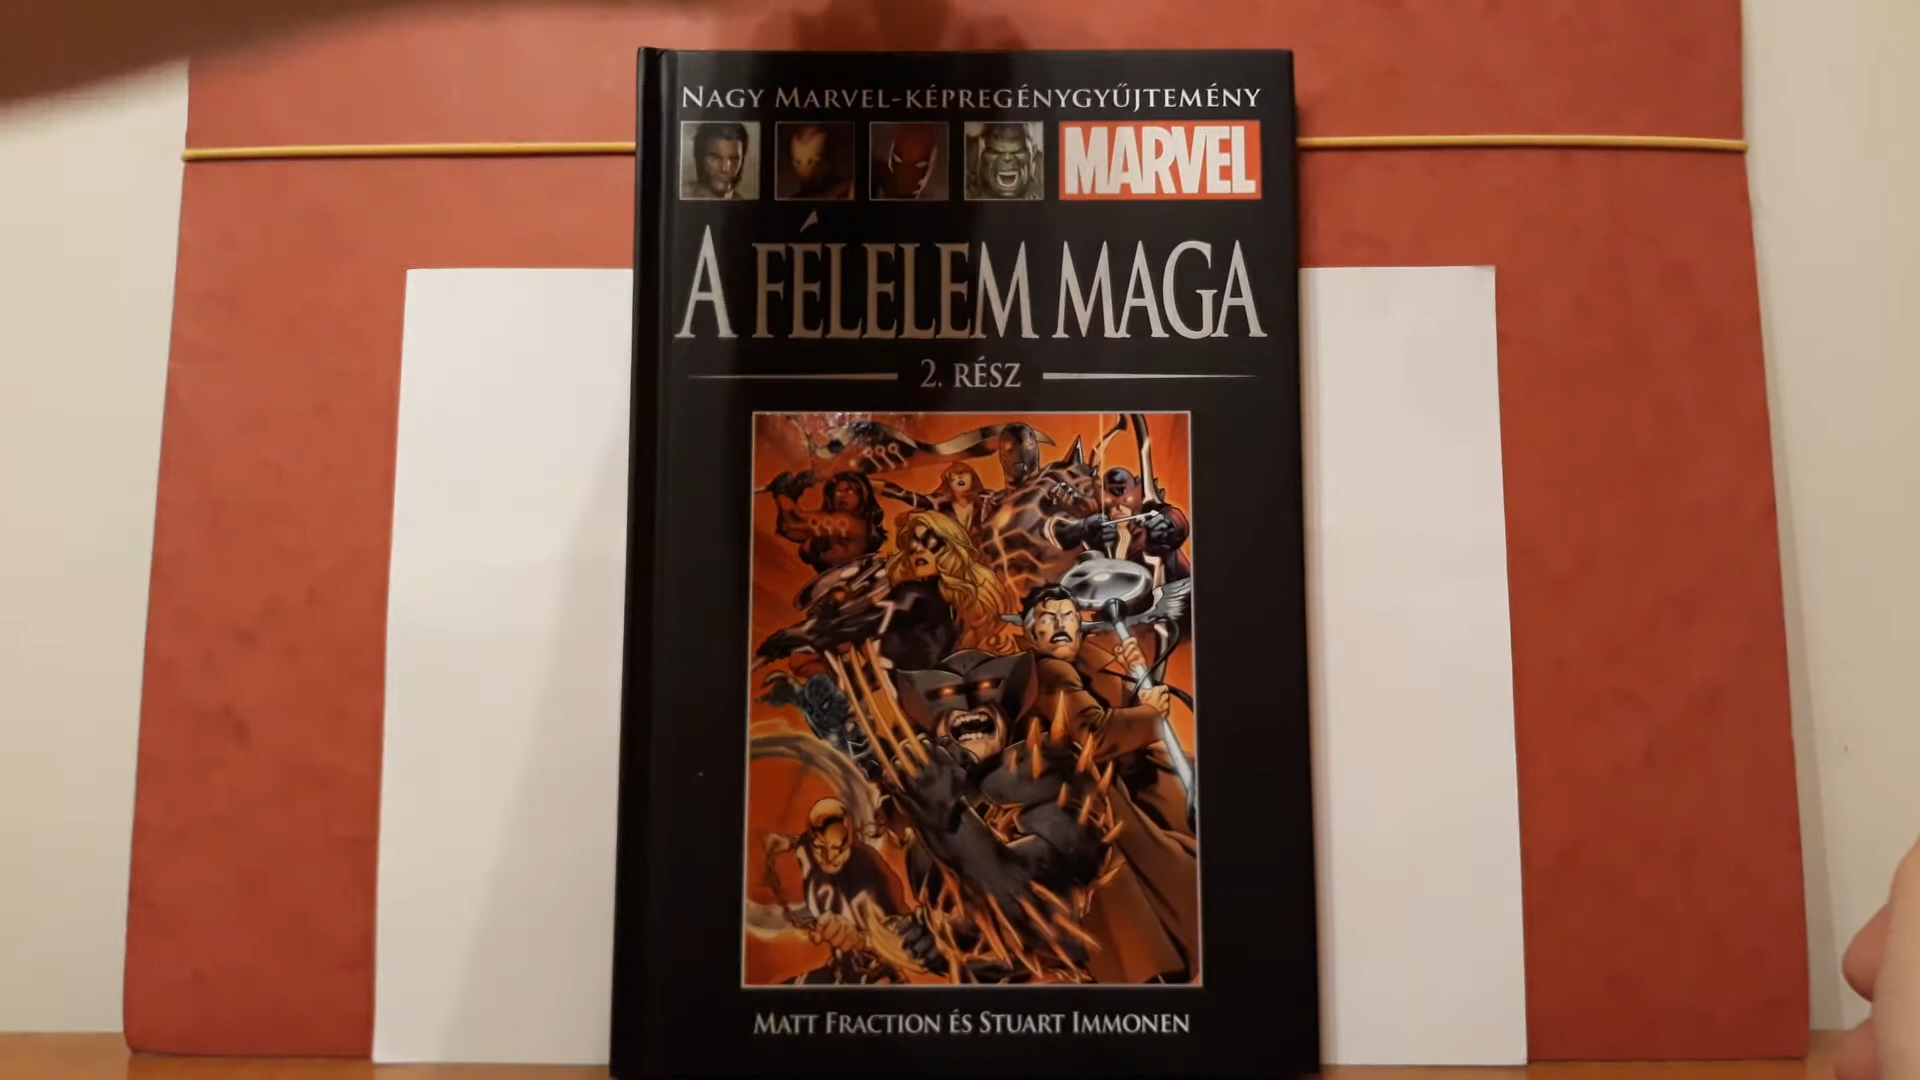 NAGY MARVEL-KÉPREGÉNYGYŰJTEMÉNY
MARVEL
A FÉLELEM MAGA
2. RÉSZ
MATT FRACTION ÉS STUART IMMONEN